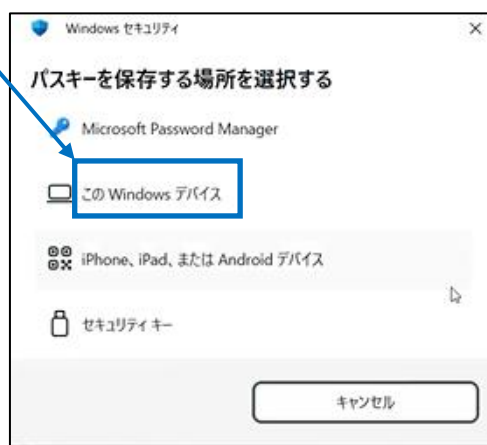 Windows セキュリティ
パスキーを保存する場所を選択する
Microsoft Password Manager
この Windows デバイス
iPhone、iPad、または Android デバイス
セキュリティ キー
キャンセル